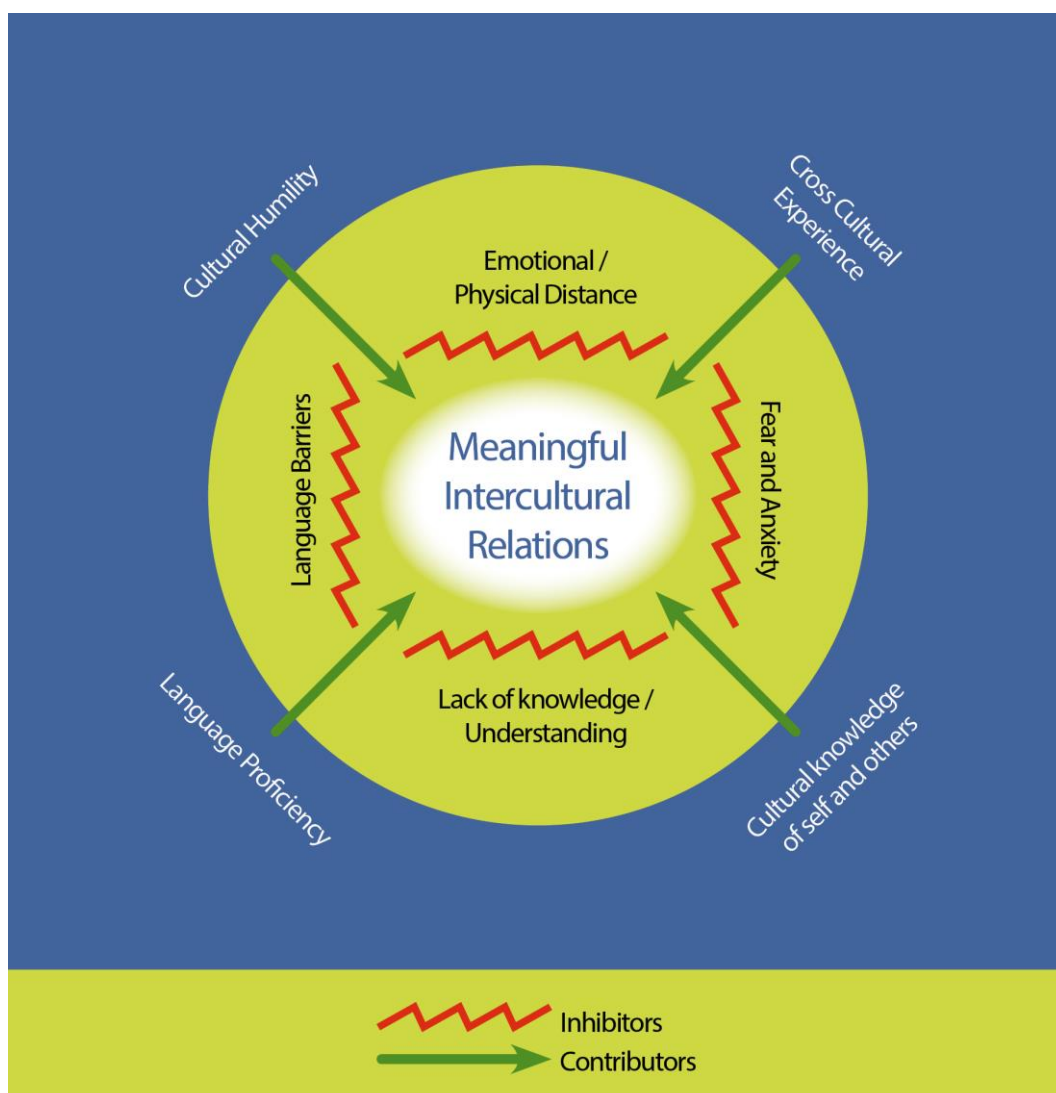 Cultural Humility
Cross Cultural
Experience
Emotional /
Physical Distance
Language Barriers
Meaningful
Intercultural
Relations
Fear and Anxiety
Lack of knowledge /
Understanding
Language Proficiency
Cultural knowledge
of self and others
Inhibitors
Contributors